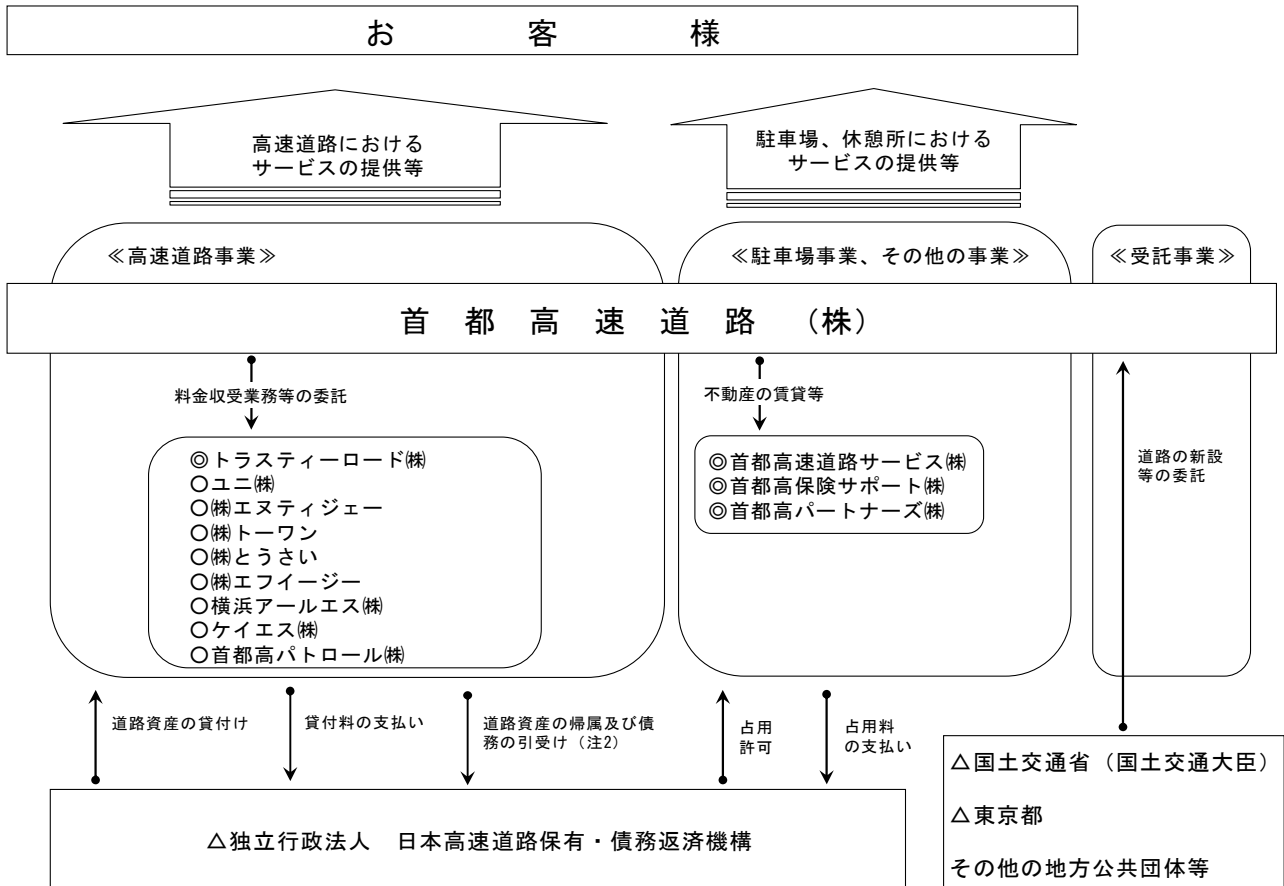 お客様
高速道路における
サービスの提供等
駐車場、休憩所における
サービスの提供等
≪高速道路事業≫
≪駐車場事業、その他の事業≫
≪受託事業≫
首都高速道路（株）
料金収受業務等の委託
不動産の賃貸等
道路の新設
等の委託
◎トラスティーロード㈱
○ユニ㈱
○㈱エヌティジェー
○㈱トーワン
○㈱とうさい
○㈱エフイージー
○横浜アールエス㈱
○ケイエス㈱
○首都高パトロール㈱
◎首都高速道路サービス㈱
◎首都高保険サポート㈱
◎首都高パートナーズ㈱
道路資産の貸付け
貸付料の支払い
道路資産の帰属及び債
務の引受け（注2）
占用
許可
占用料
の支払い
△独立行政法人　日本高速道路保有・債務返済機構
△国土交通省（国土交通大臣）
△東京都
その他の地方公共団体等